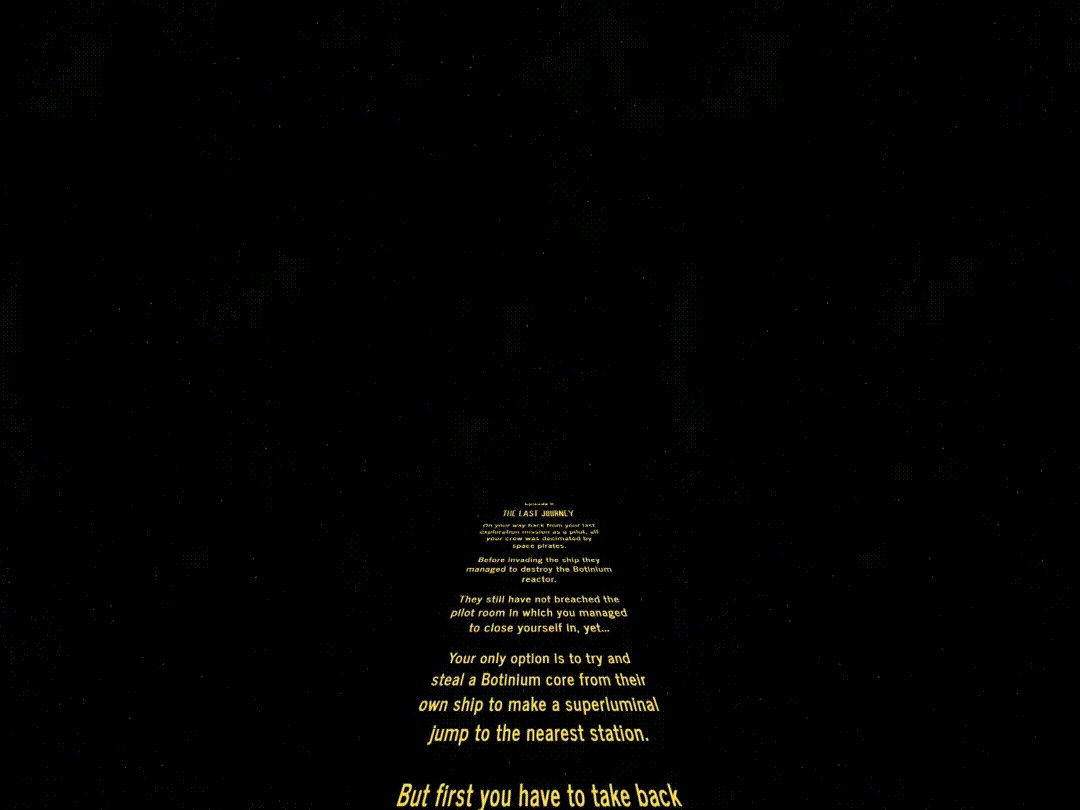 THE LAST JOURNEY
On your way back from your last
exploration mission as a pilot, all
your crew was decimated by
space pirates.
Before invading the ship they
managed to destroy the Botinium
reactor.
They still have not breached the
pilot room in which you managed
to close yourself in, yet...
Your only option is to try and
steal a Botinium core from their
own ship to make a superluminal
jump to the nearest station.
But first you have to take back